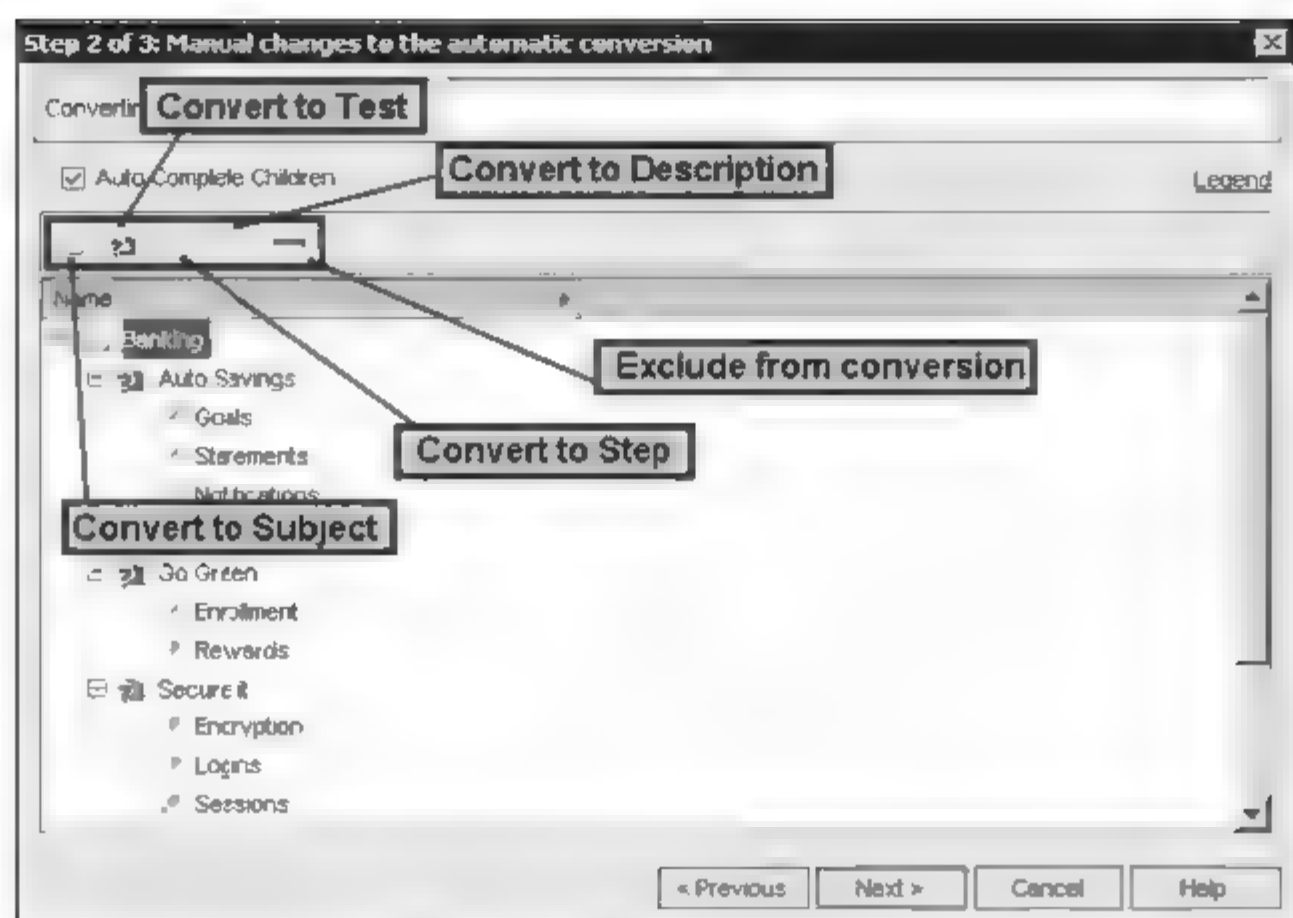 Step 2 of 3: Manual changes to the automatic conversion
Convert to Test
Convert to Description
Auto Complete Children
Legend
Name
Banking
Exclude from conversion
Auto Savings
Goals
Convert to Step
Statements
Notifications
Convert to Subject
Go Green
Enrollment
Rewards
Secure it
Encryption
Logins
Sessions
« Previous Next » Cancel Help